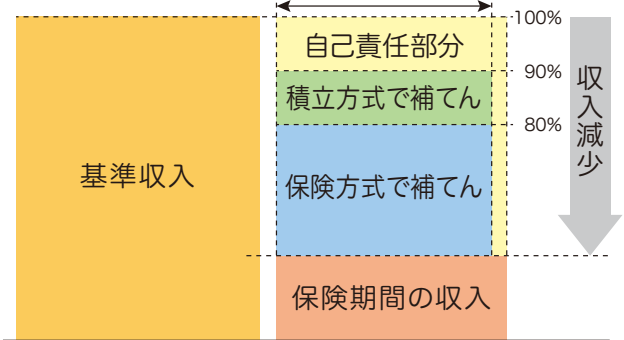 100%
自己責任部分
90%
積立方式で補てん
80%
基準収入
保険方式で補てん
保険期間の収入
収入減少